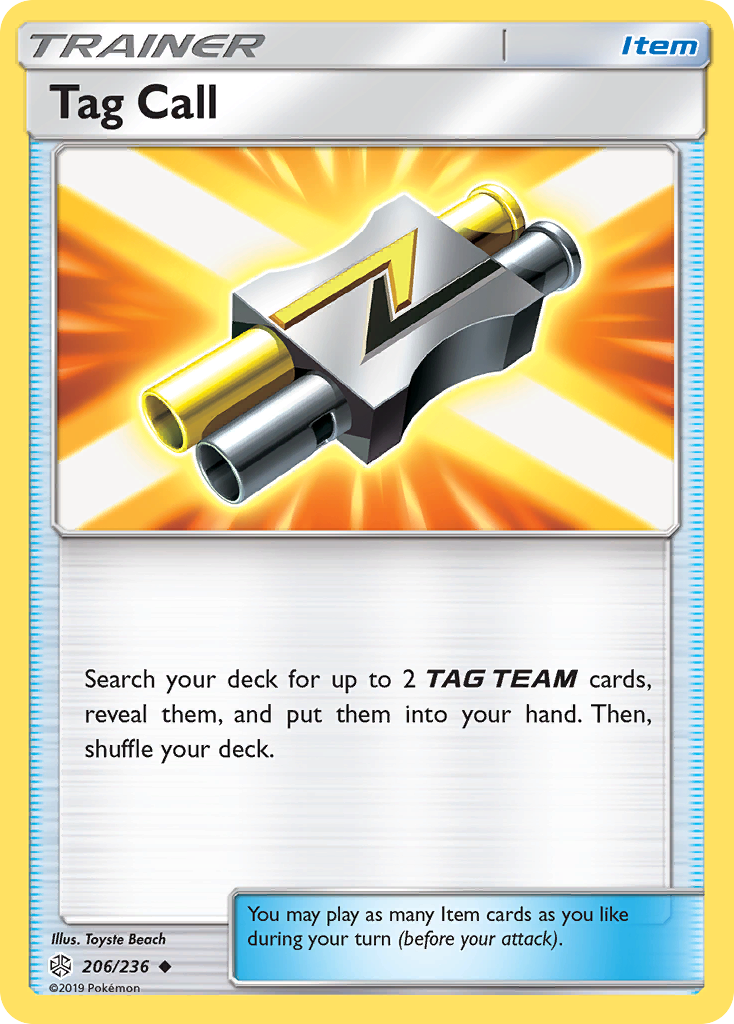 TRAINER
Item
Tag Call
Search your deck for up to 2 TAG TEAM cards,
reveal them, and put them into your hand. Then,
shuffle your deck.
You may play as many Item cards as you like
during your turn (before your attack).
Illus. Toyste Beach
206/236 ◆
©2019 Pokémon